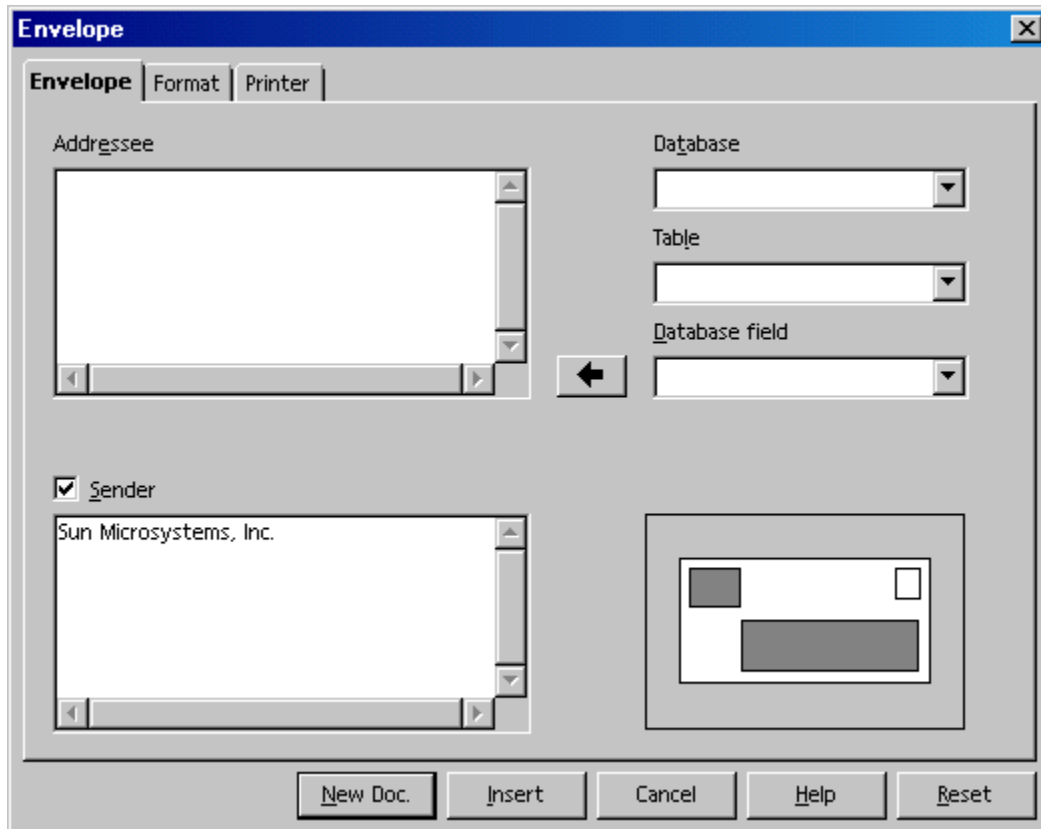 Envelope
Envelope Format Printer
Addressee
Database
Table
Database field
Sender
Sun Microsystems, Inc.
New Doc. Insert Cancel Help Reset